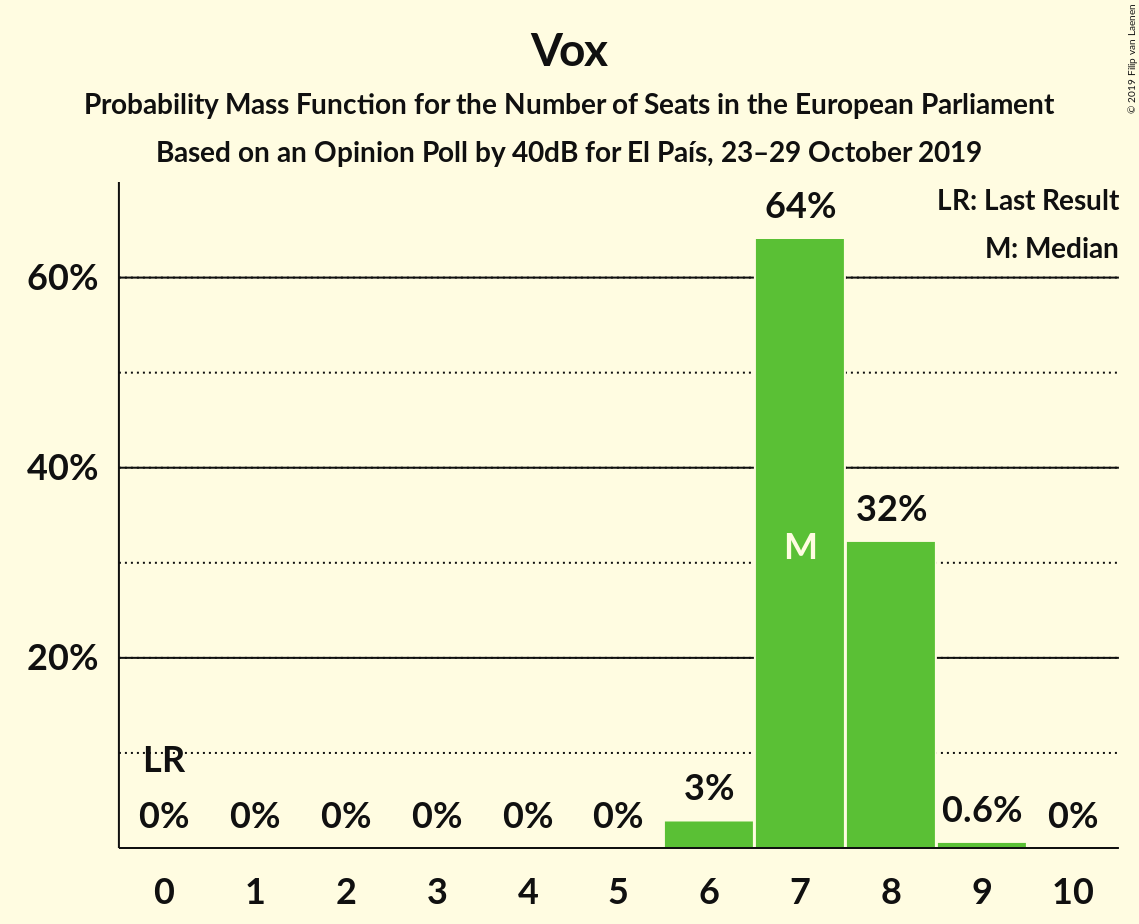 Vox
Probability Mass Function for the Number of Seats in the European Parliament
Based on an Opinion Poll by 40dB for El País, 23–29 October 2019
© 2019 Filip van Laenen
LR: Last Result
M: Median
64%
60%
40%
32%
M
20%
LR
3%
0%
0%
0%
0%
0%
0%
0.6%
0%
0 1 2 3 4 5 6 7 8 9 10